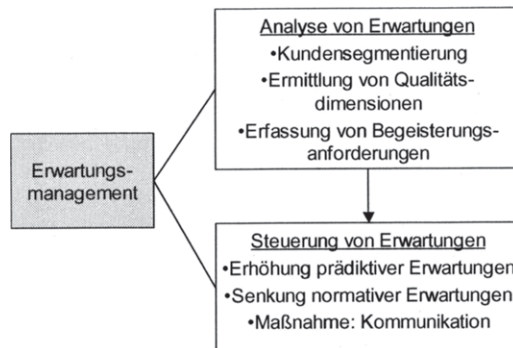 Erwartungs-
management
Analyse von Erwartungen
•Kundensegmentierung
•Ermittlung von Qualitäts-
dimensionen
•Erfassung von Begeisterungs-
anforderungen
Steuerung von Erwartungen
•Erhöhung prädiktiver Erwartungen
•Senkung normativer Erwartungen
•Maßnahme: Kommunikation